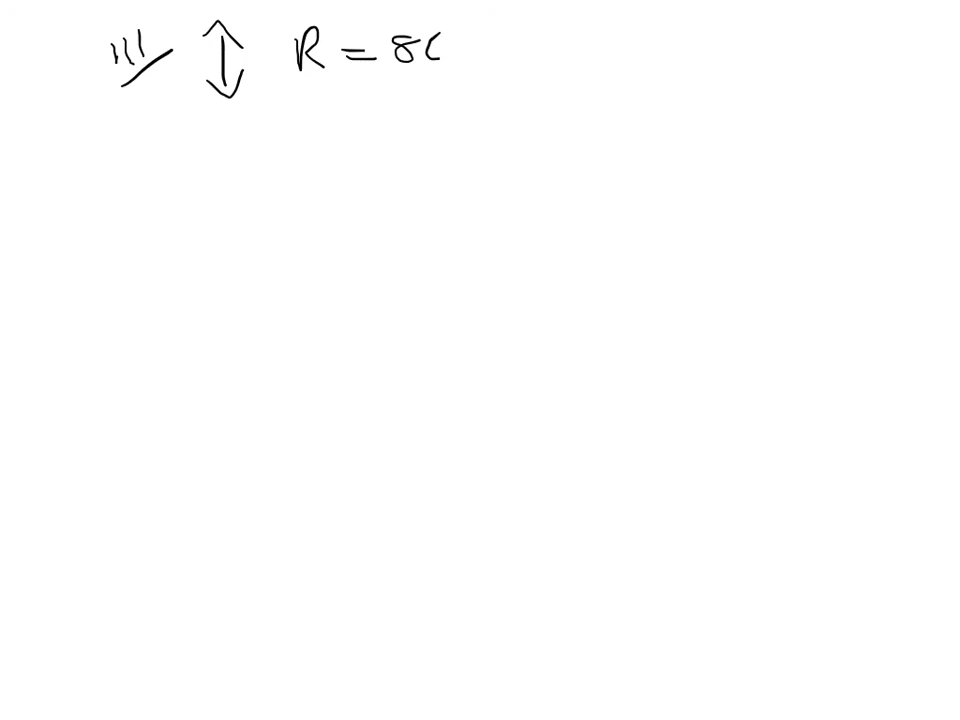 ||| ↕ R = 8(